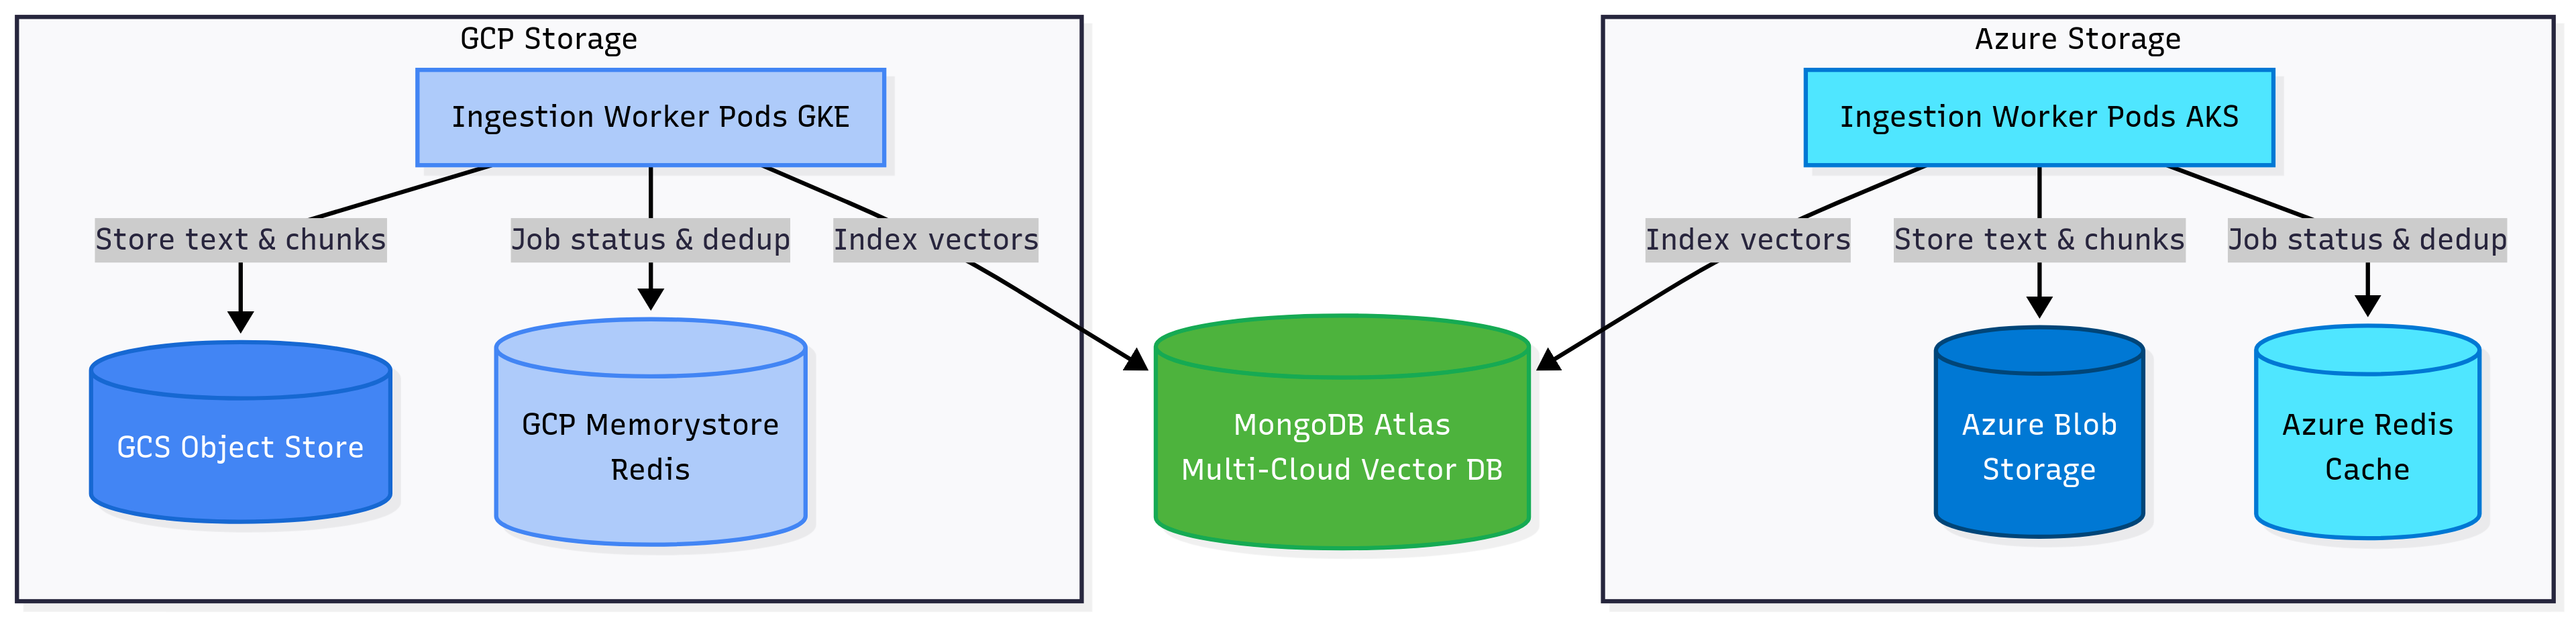 GCP Storage
Ingestion Worker Pods GKE
Store text & chunks
Job status & dedup
Index vectors
GCS Object Store
GCP Memorystore
Redis
MongoDB Atlas
Multi-Cloud Vector DB
Azure Storage
Ingestion Worker Pods AKS
Index vectors
Store text & chunks
Job status & dedup
Azure Blob
Storage
Azure Redis
Cache